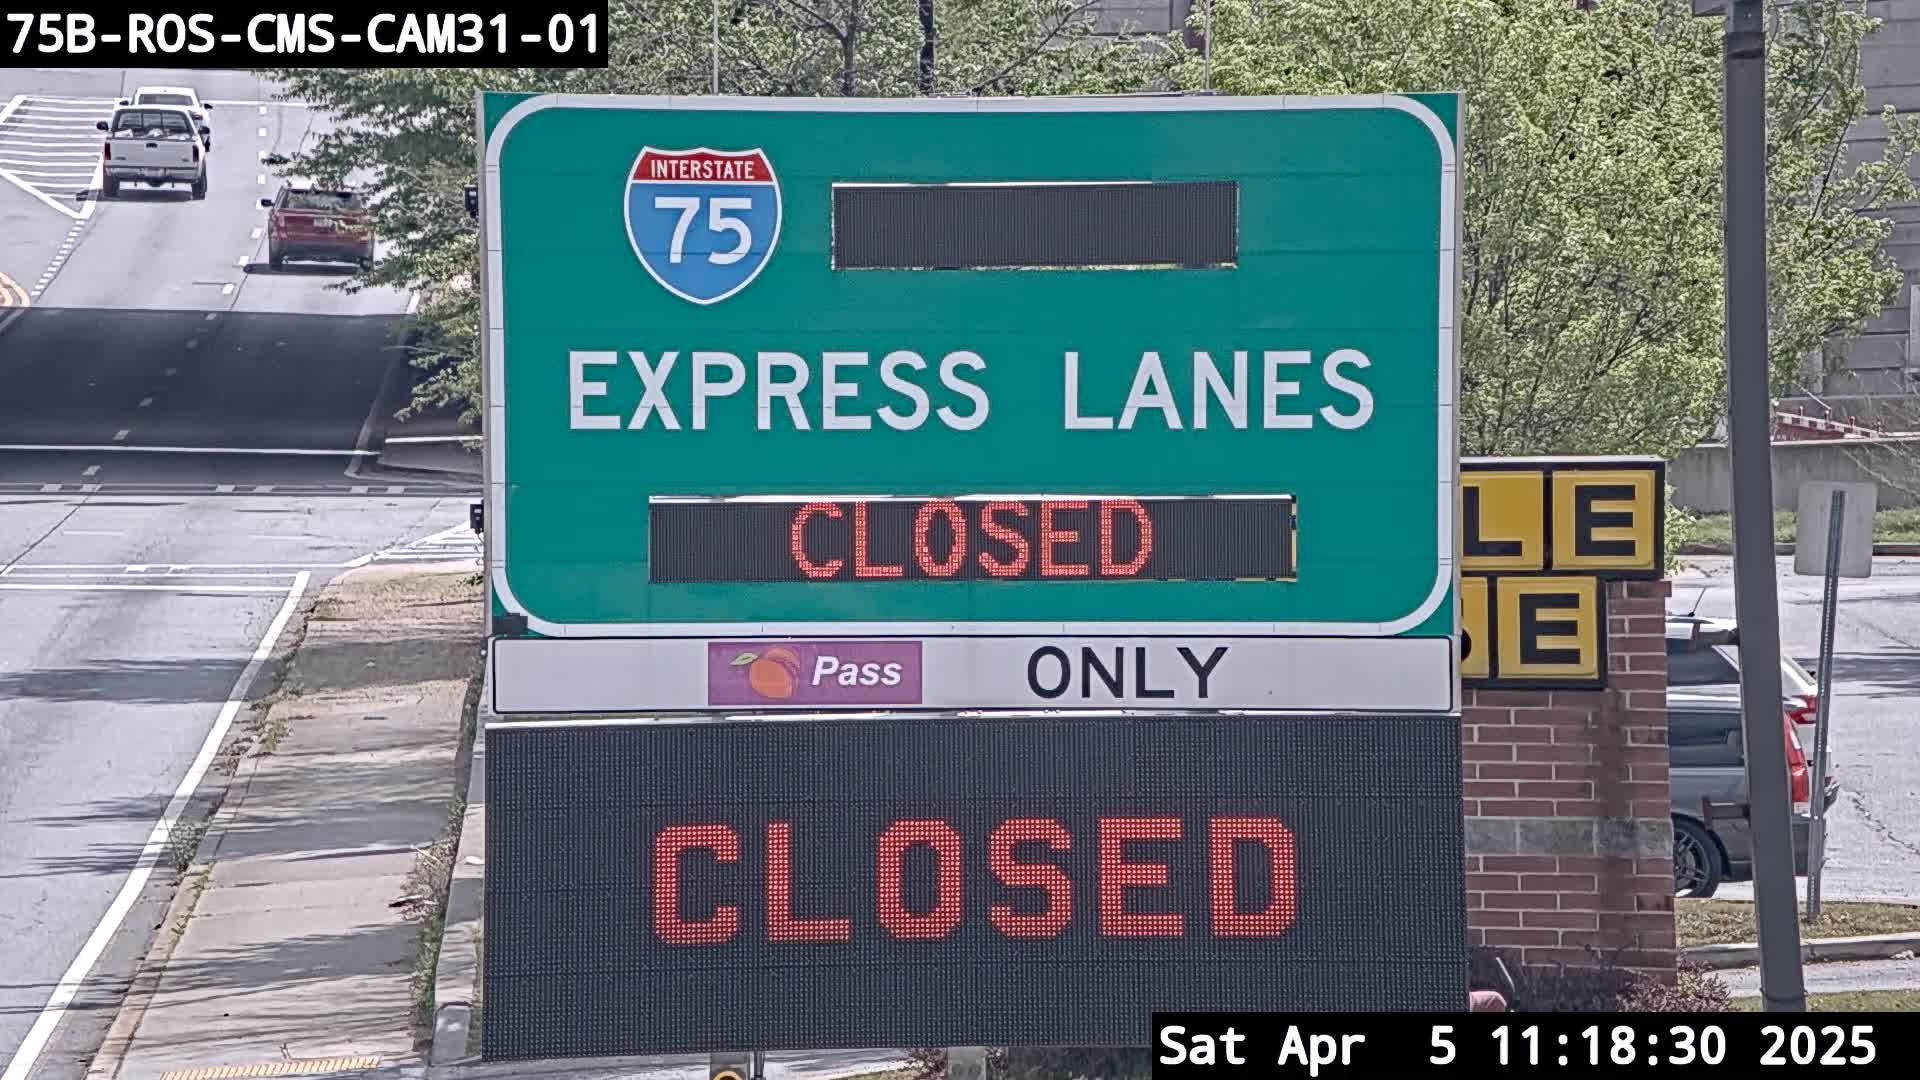 75B-ROS-CMS-CAM31-01
INTERSTATE
75
EXPRESS LANES
CLOSED
Pass ONLY
LE
E
CLOSED
Sat Apr 5 11:18:30 2025